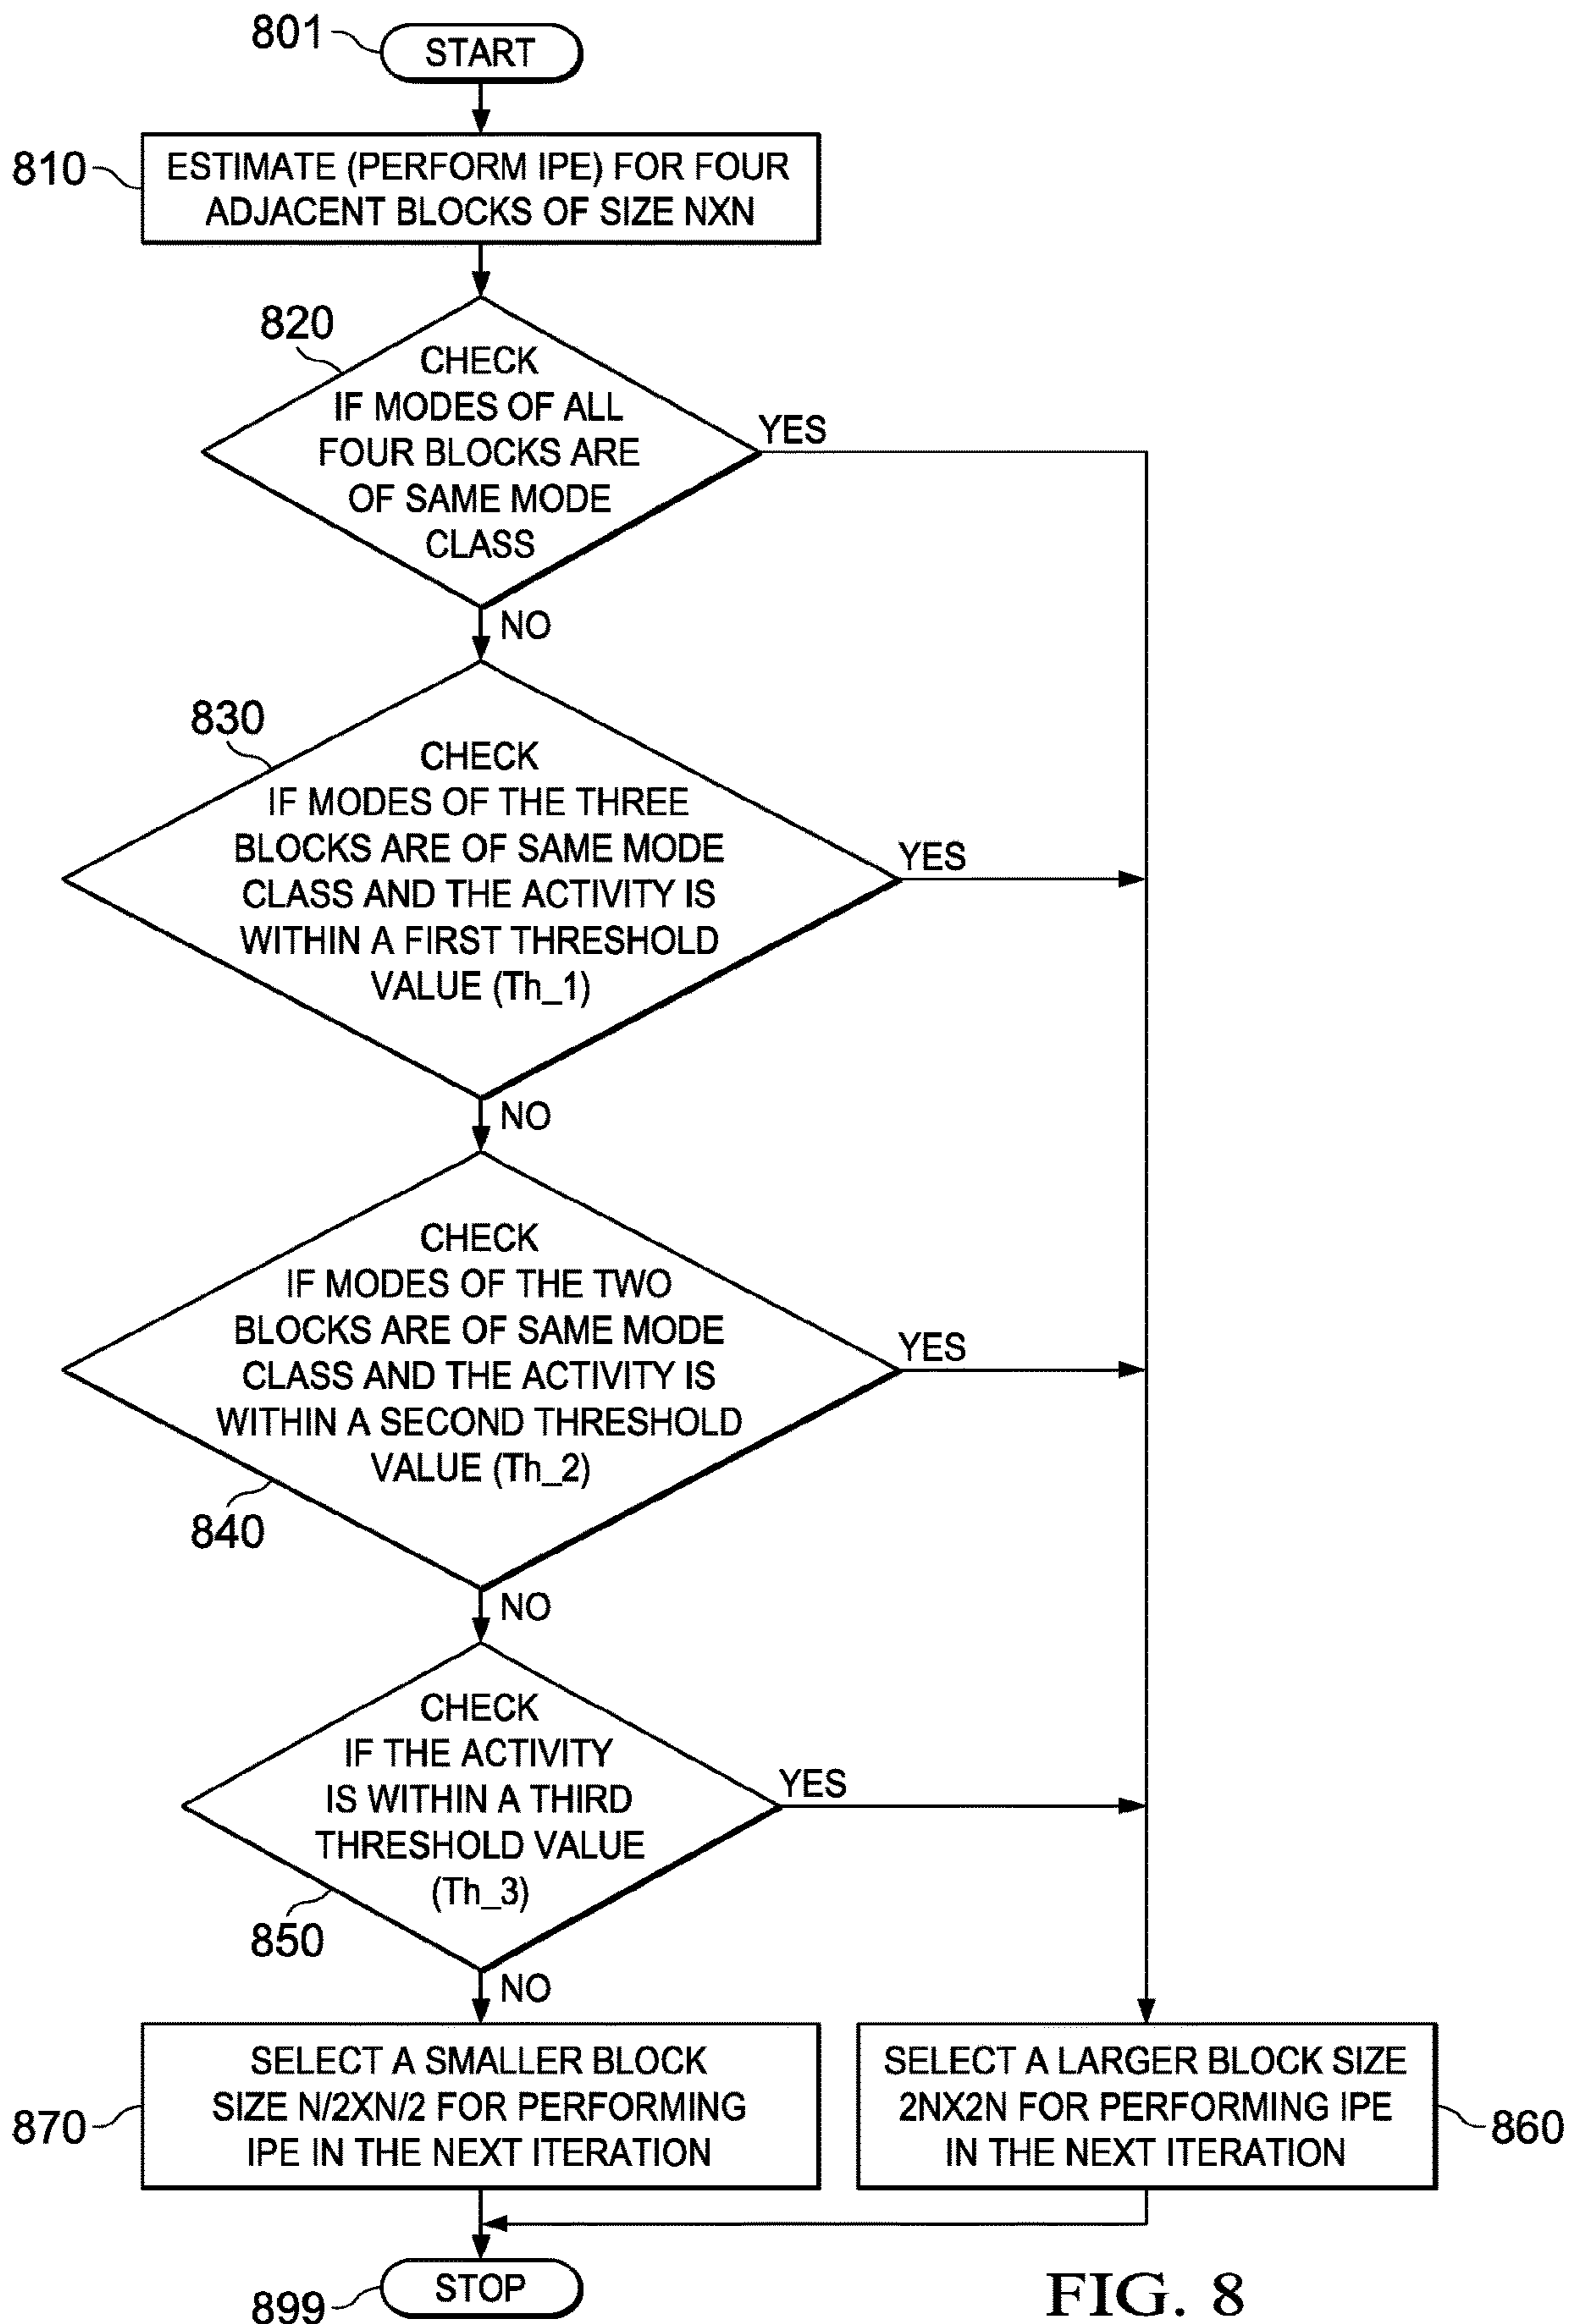 801
START
810
ESTIMATE (PERFORM IPE) FOR FOUR
ADJACENT BLOCKS OF SIZE NXN
820
CHECK
IF MODES OF ALL
FOUR BLOCKS ARE
OF SAME MODE
CLASS
YES
NO
830
CHECK
IF MODES OF THE THREE
BLOCKS ARE OF SAME MODE
CLASS AND THE ACTIVITY IS
WITHIN A FIRST THRESHOLD
VALUE (Th_1)
YES
NO
CHECK
IF MODES OF THE TWO
BLOCKS ARE OF SAME MODE
CLASS AND THE ACTIVITY IS
WITHIN A SECOND THRESHOLD
VALUE (Th_2)
YES
840
NO
CHECK
IF THE ACTIVITY
IS WITHIN A THIRD
THRESHOLD VALUE
(Th_3)
YES
850
NO
SELECT A SMALLER BLOCK
SIZE N/2XN/2 FOR PERFORMING
IPE IN THE NEXT ITERATION
870
SELECT A LARGER BLOCK SIZE
2NX2N FOR PERFORMING IPE
IN THE NEXT ITERATION
860
STOP
899
FIG. 8